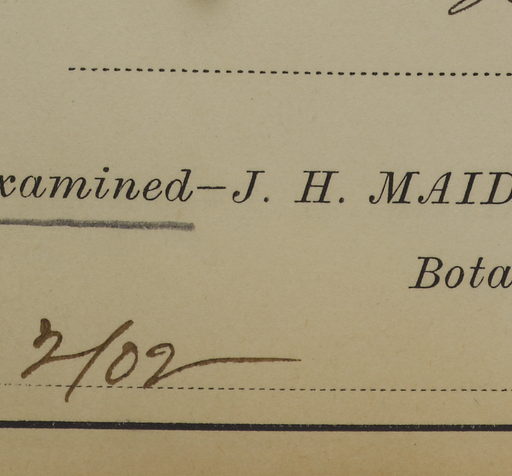 xamined—J. H. MAID
Bota
2/02